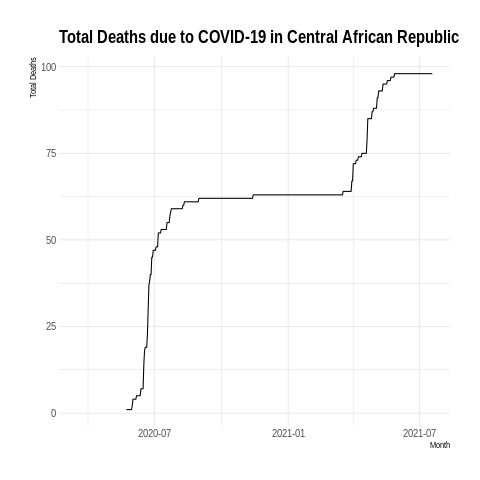 Total Deaths due to COVID-19 in Central African Republic
Total Deaths
100
75
50
25
0
2020-07
2021-01
2021-07
Month